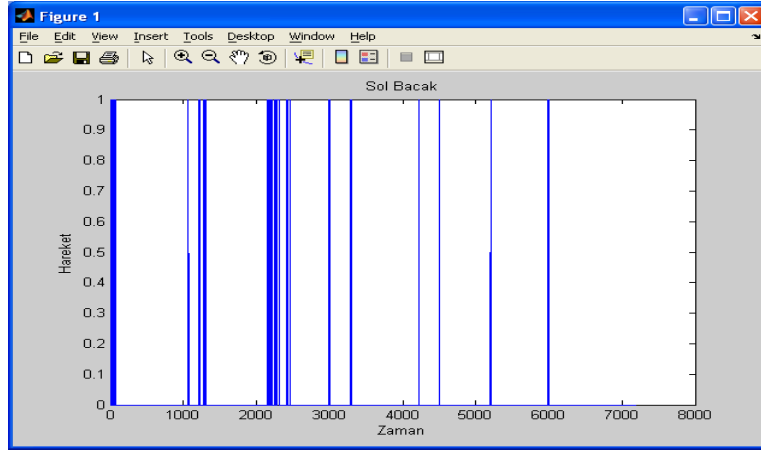 Figure 1
File Edit View Insert Tools Desktop Window Help
Sol Bacak
1
0.9
0.8
0.7
0.6
0.5
0.4
0.3
0.2
0.1
0
Hareket
0 1000 2000 3000 4000 5000 6000 7000 8000
Zaman